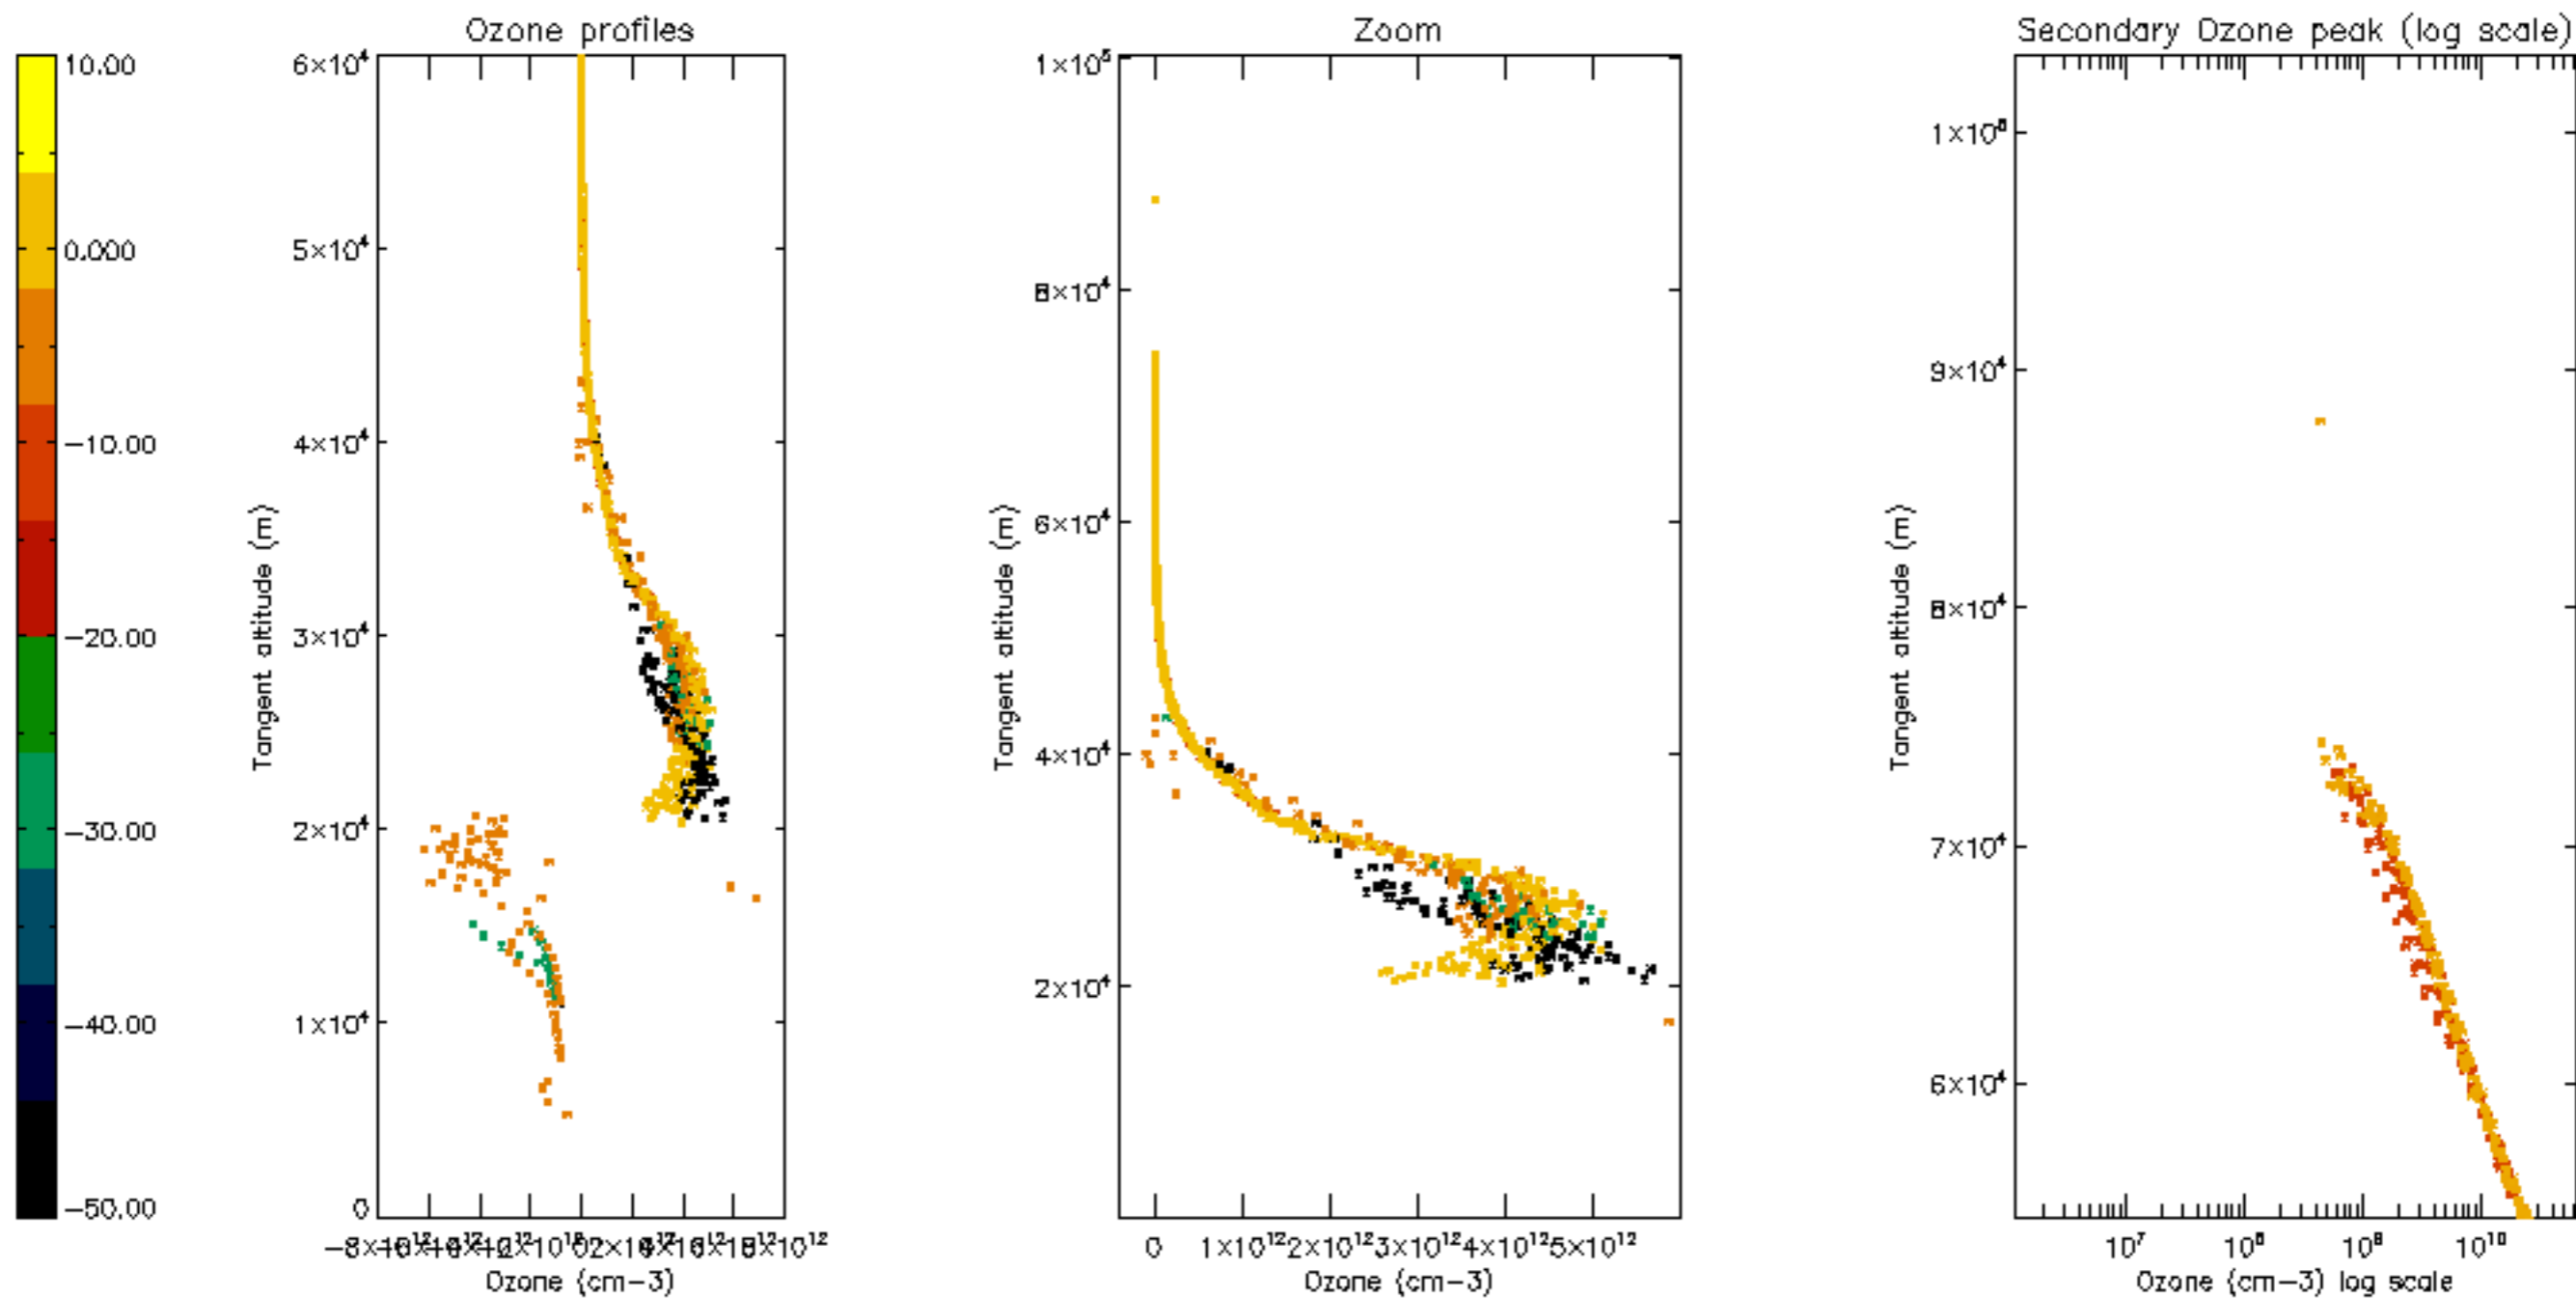 Ozone profiles
Zoom
Secondary Ozone peak (log scale)
10.00
0.000
−10.00
−20.00
−30.00
−40.00
−50.00
6×10⁴
5×10⁴
4×10⁴
3×10⁴
2×10⁴
1×10⁴
0
Tangent altitude (m)
Ozone (cm−3)
1×10⁵
8×10⁴
6×10⁴
4×10⁴
2×10⁴
Tangent altitude (m)
0 1×10¹² 2×10¹² 3×10¹² 4×10¹² 5×10¹²
Ozone (cm−3)
9×10⁴
8×10⁴
7×10⁴
6×10⁴
Tangent altitude (m)
10⁷ 10⁸ 10⁹ 10¹⁰
Ozone (cm−3) log scale